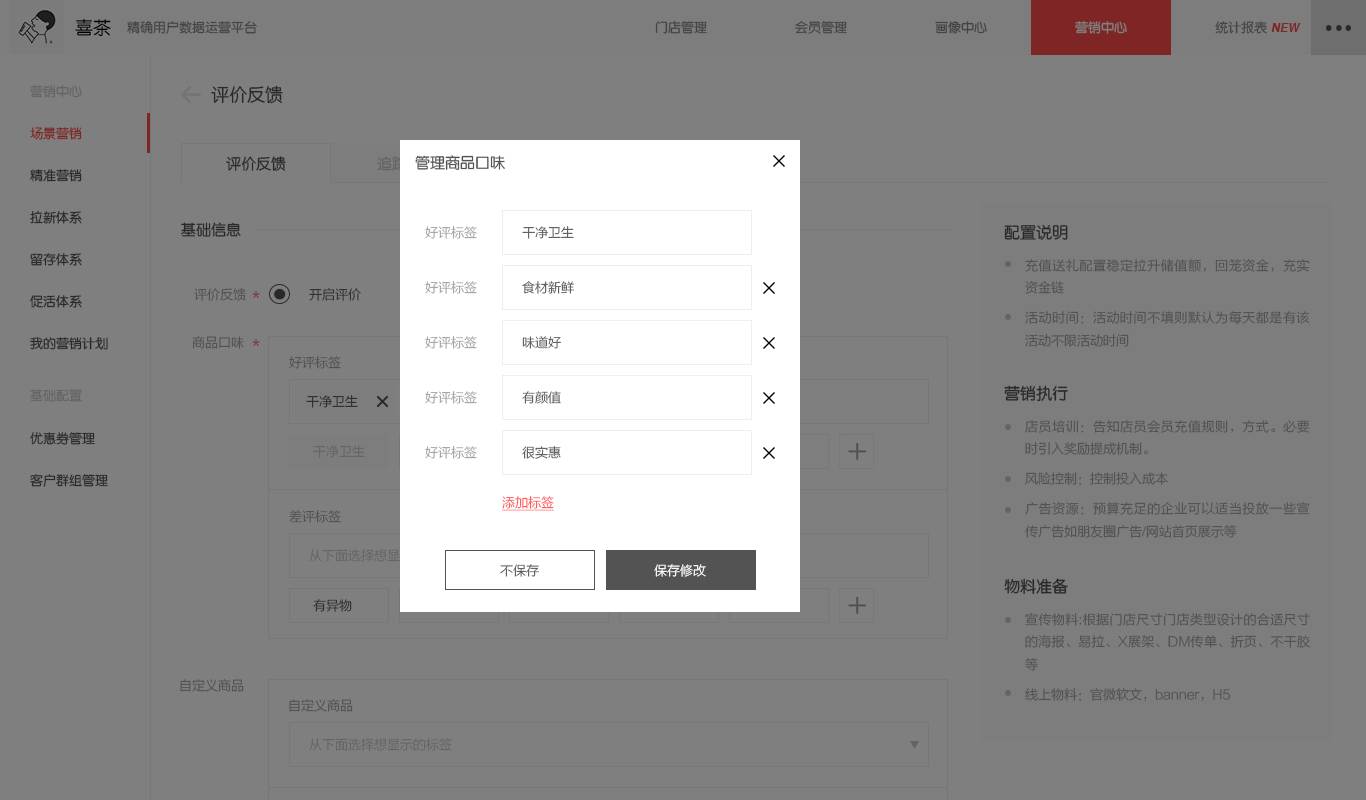 喜茶 精确用户数据运营平台 门店管理 会员管理 画像中心 营销中心 统计报表 NEW
营销中心
场景营销
精准营销
拉新体系
留存体系
促活体系
我的营销计划
基础配置
优惠券管理
客户群组管理
评价反馈
评价反馈
基础信息
评价反馈 * 开启评价
商品口味 *
好评标签
干净卫生
干净卫生
差评标签
从下面选择想显
有异物
自定义商品
自定义商品
从下面选择想显示的标签
管理商品口味
好评标签 干净卫生
好评标签 食材新鲜
好评标签 味道好
好评标签 有颜值
好评标签 很实惠
添加标签
不保存 保存修改
配置说明
充值送礼配置稳定拉升储值额，回笼资金，充实
资金链
活动时间：活动时间不填则默认为每天都是有该
活动不限活动时间
营销执行
店员培训：告知店员会员充值规则，方式。必要
时引入奖励提成机制。
风险控制：控制投入成本
广告资源：预算充足的企业可以适当投放一些宣
传广告如朋友圈广告/网站首页展示等
物料准备
宣传物料:根据门店尺寸门店类型设计的合适尺寸
的海报、易拉、X展架、DM传单、折页、不干胶
等
线上物料：官微软文，banner，H5